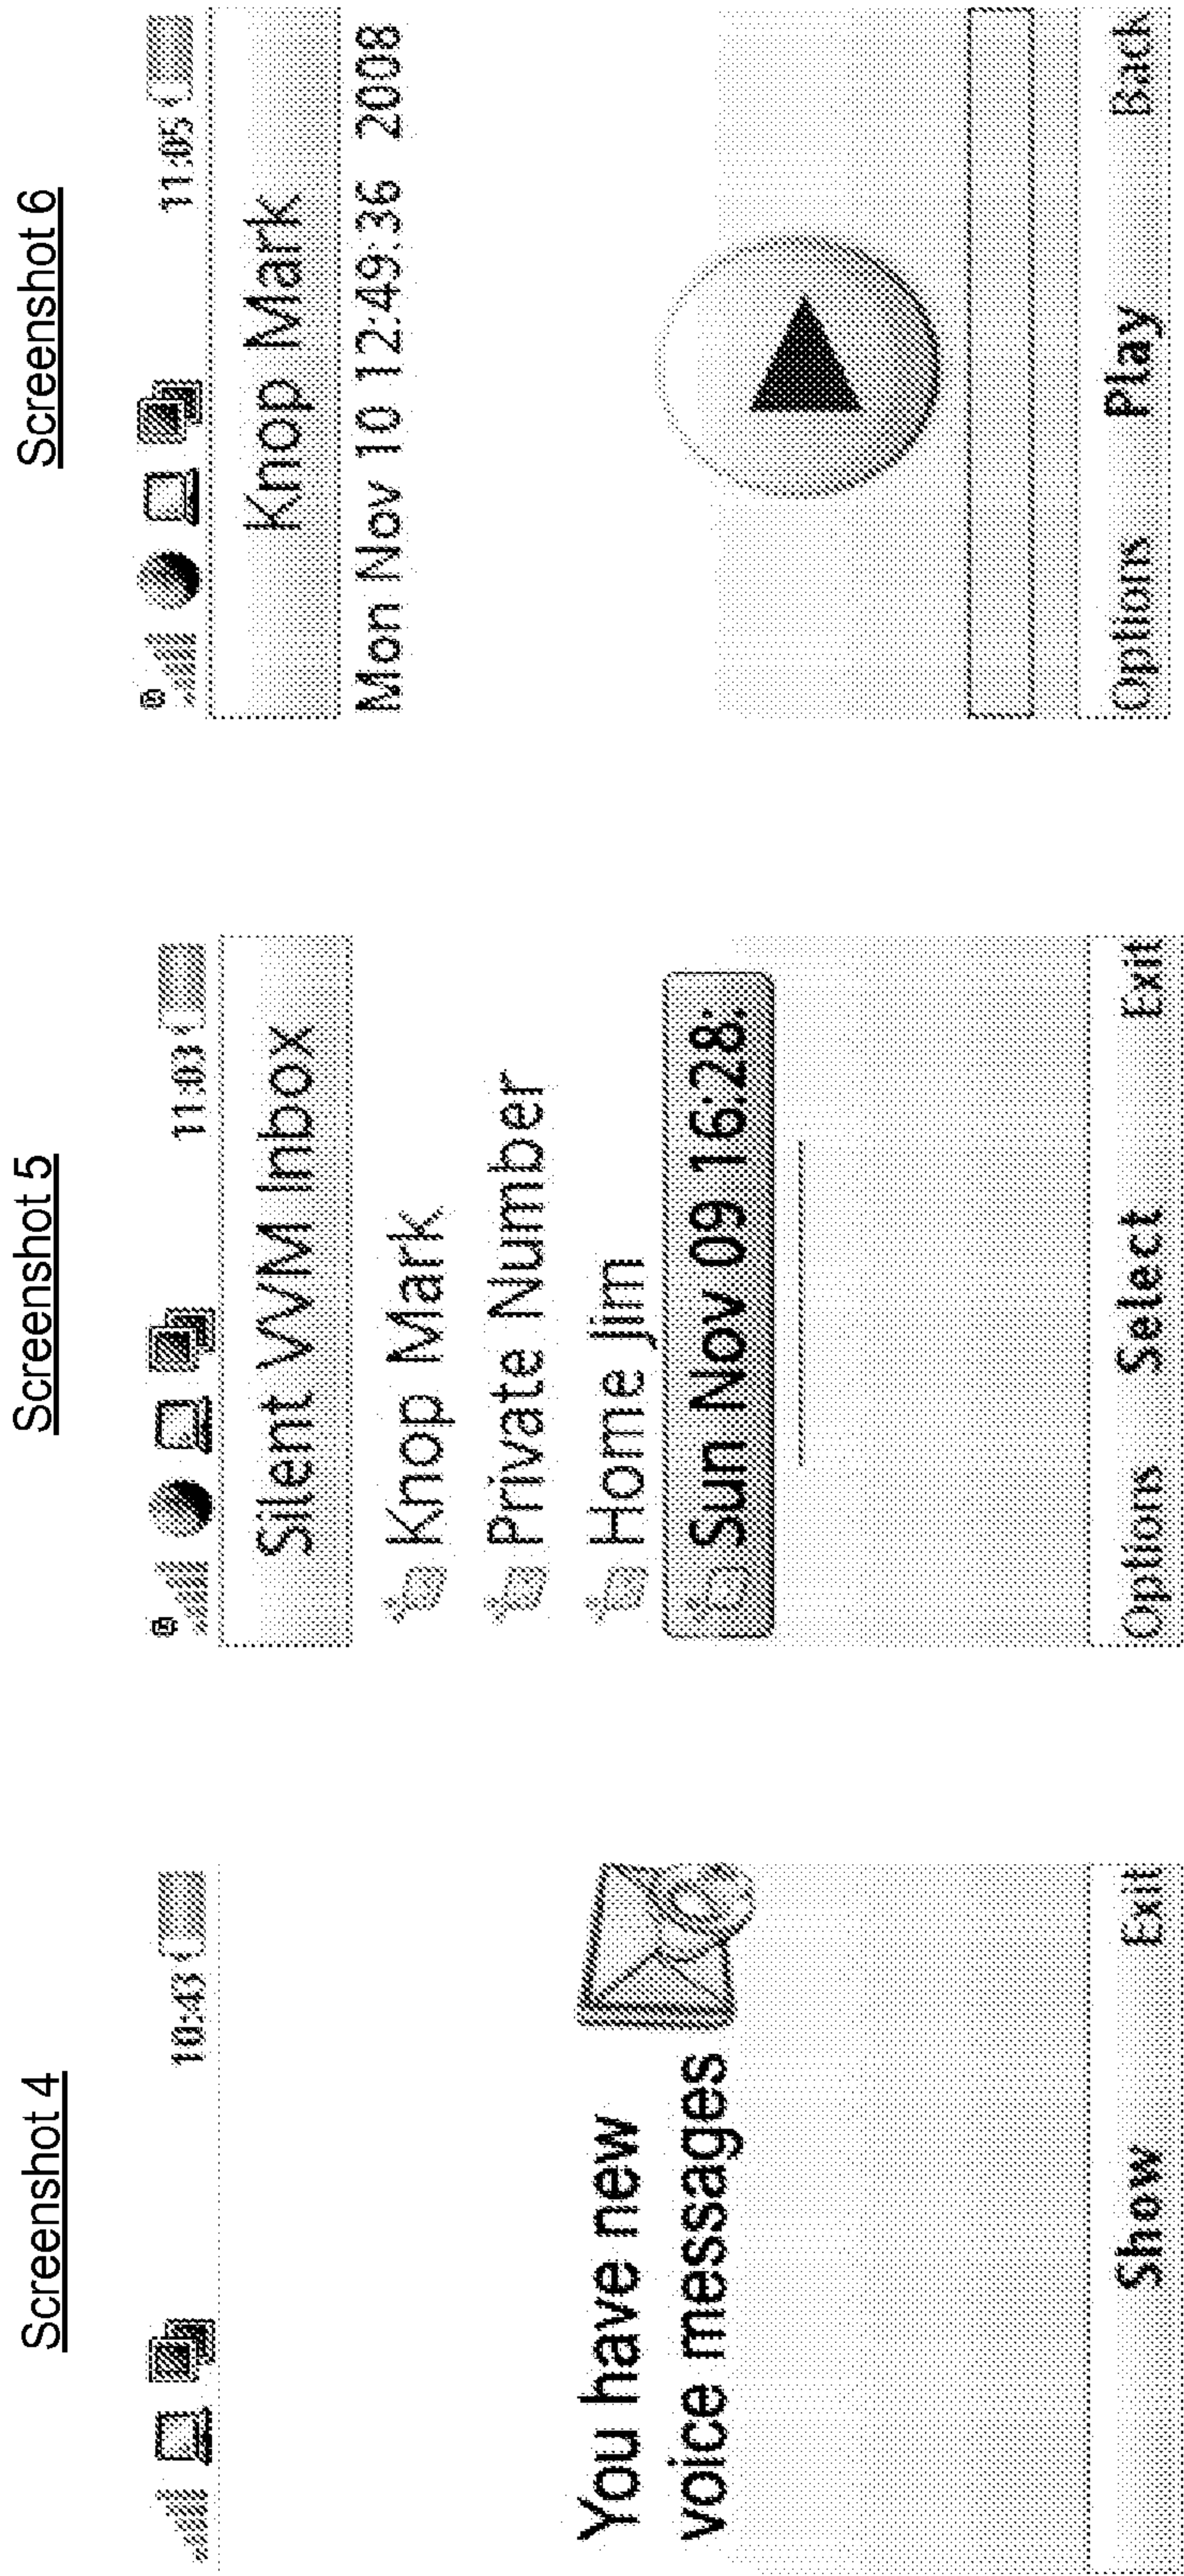 Screenshot 4
10:43
You have new
voice messages
Show Exit
Screenshot 5
11:03
Silent VVM Inbox
Knop Mark
Private Number
Home Jim
Sun Nov 09 16:28:
Options Select Exit
Screenshot 6
11:05
Knop Mark
Mon Nov 10 12:49:36 2008
Options Play Back